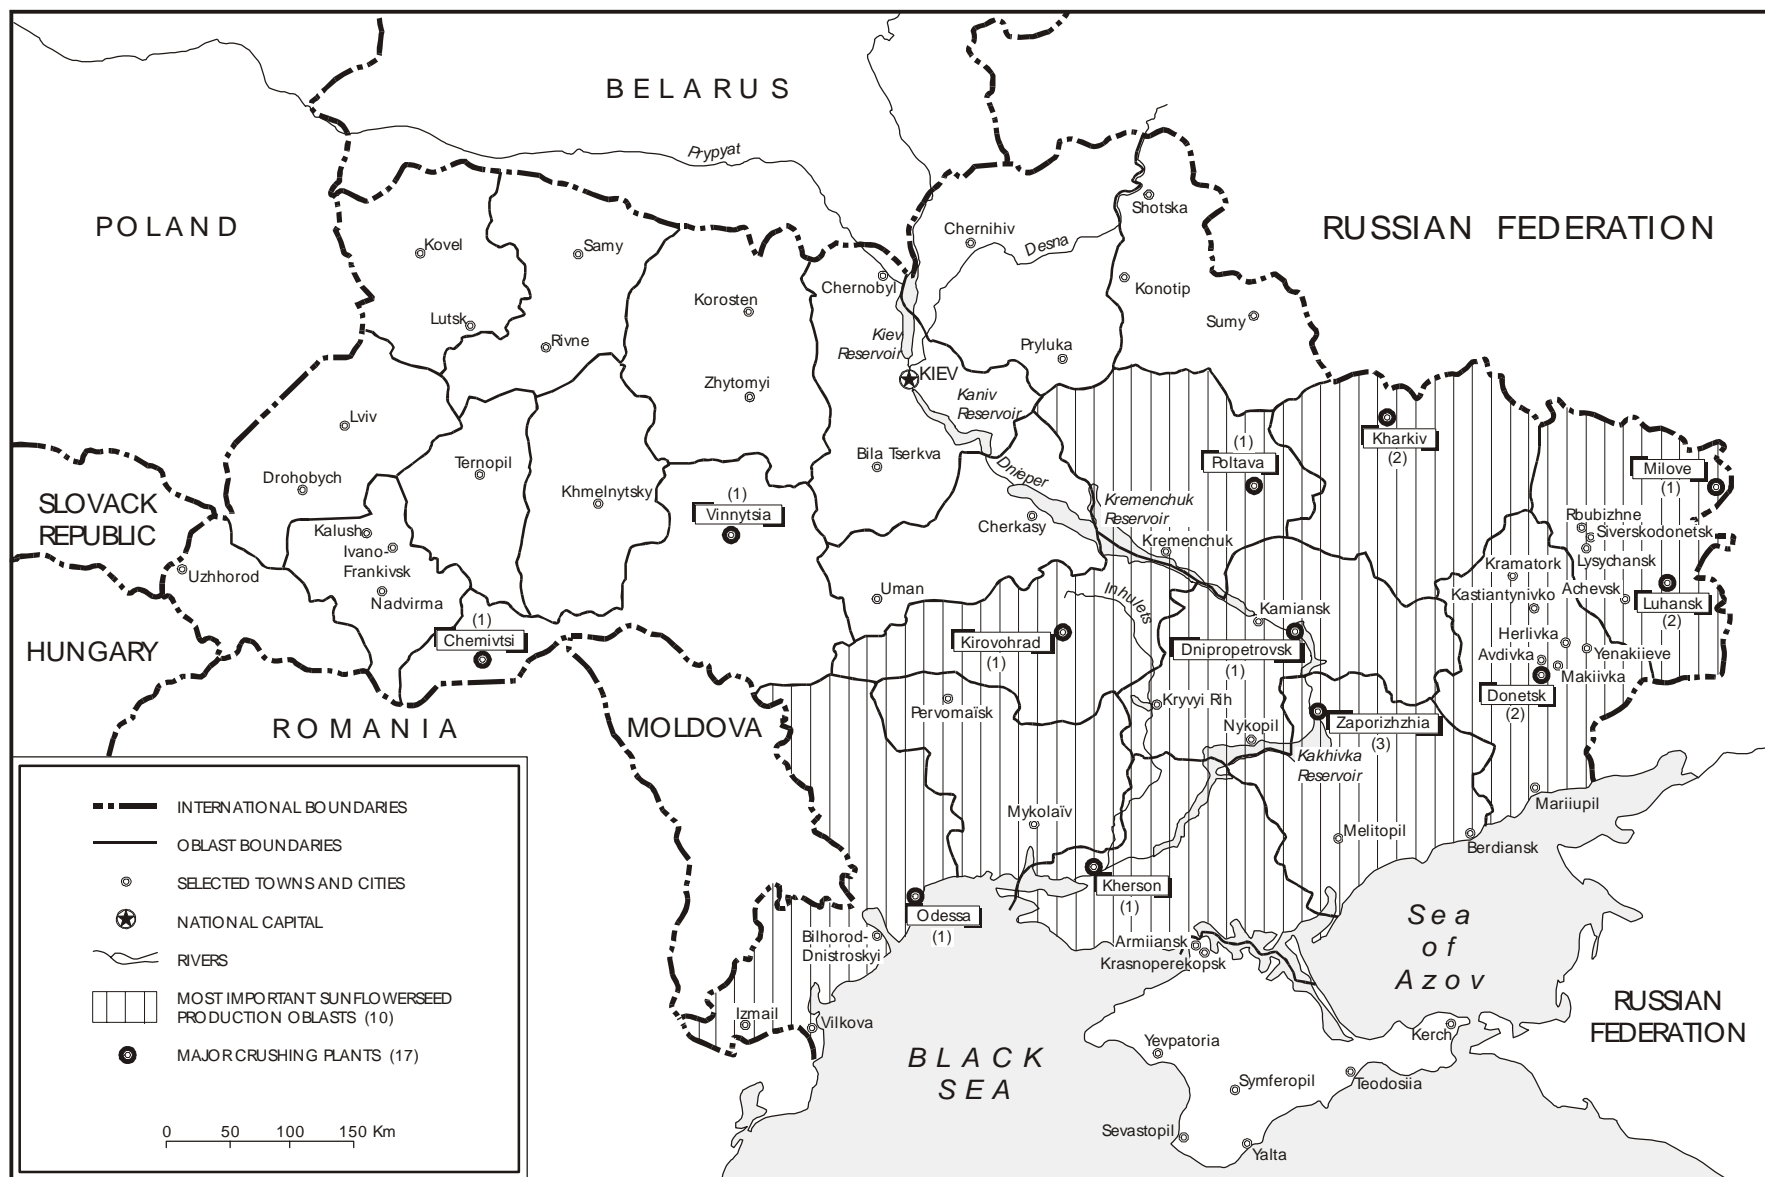 BELARUS
Prypyat
POLAND
RUSSIAN FEDERATION
Shotska
Chernihiv
Desna
Kovel
Samy
Chernobyl
Konotip
Korosten
Lutsk
Rivne
Kiev
Reservoir
Sumy
Pryluka
KIEV
Zhytomyi
Kaniv
Reservoir
Lviv
(1)
Poltava
Kharkiv
(2)
Bila Tserkva
Ternopil
Dnieper
Milove
(1)
Drohobych
Khmelnytsky
(1)
Vinnytsia
SLOVACK
REPUBLIC
Kremenchuk
Reservoir
Cherkasy
Kalush
Ivano-
Frankivsk
Kremenchuk
Rbubizhne
Siverskodonetsk
Lysychansk
Uzhhorod
Kramatork
Nadvirma
Uman
Inhulets
Kastiantynivko
Achevsk
Luhansk
(2)
Kamiansk
(1)
Chemivtsi
HUNGARY
Kirovohrad
(1)
Dnipropetrovsk
(1)
Herlivka
Avdivka
Yenakiieve
Makiivka
ROMANIA
MOLDOVA
Pervomaïsk
Kryvyi Rih
Donetsk
(2)
Nykopil
Zaporizhzhia
(3)
Kakhivka
Reservoir
Mariiupil
Mykolaïv
Melitopil
Berdiansk
Kherson
(1)
Odessa
(1)
Bilhorod-
Dnistroskyi
Armiiansk
Krasnoperekopsk
Sea
of
Azov
Izmail
Vilkova
RUSSIAN
FEDERATION
Kerch
BLACK
SEA
Yevpatoria
Symferopil
Teodosiia
Sevastopil
Yalta
INTERNATIONAL BOUNDARIES
OBLAST BOUNDARIES
SELECTED TOWNS AND CITIES
NATIONAL CAPITAL
RIVERS
MOST IMPORTANT SUNFLOWERSEED
PRODUCTION OBLASTS (10)
MAJOR CRUSHING PLANTS (17)
0 50 100 150 Km